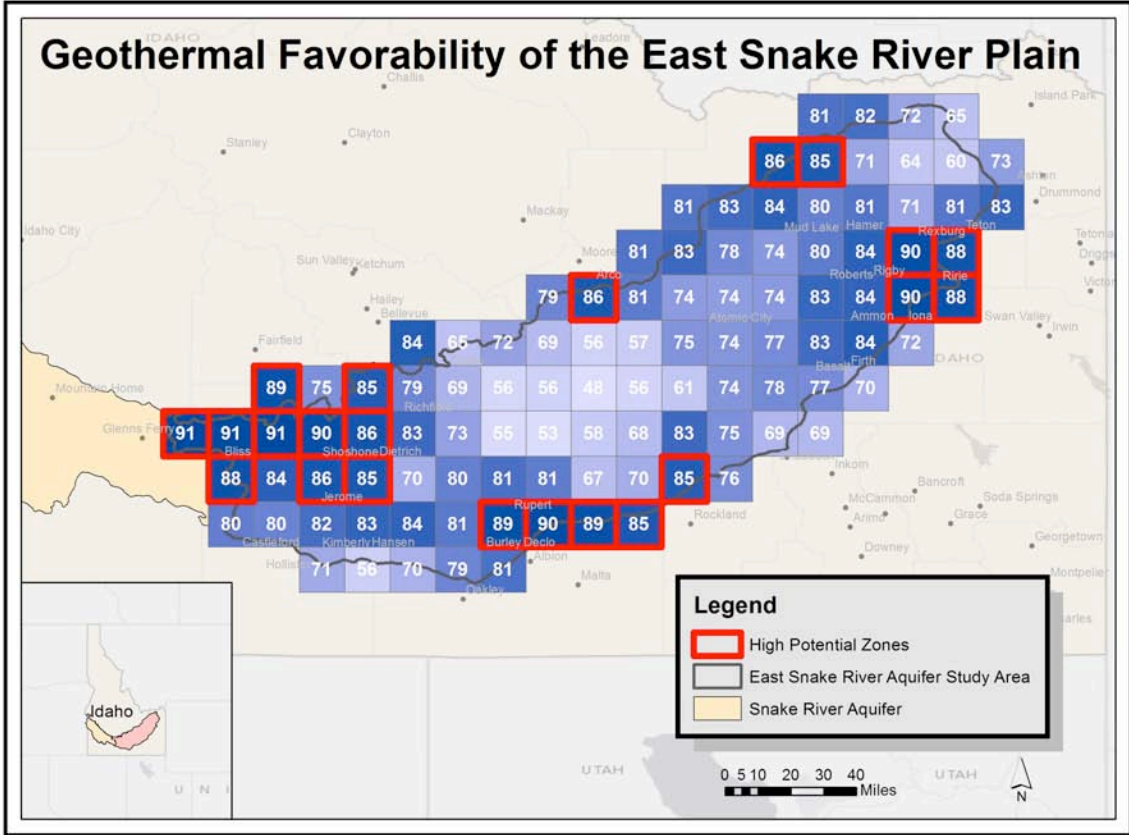 Geothermal Favorability of the East Snake River Plain
IDAHO
Leadore
Challis
Island Park
Clayton
Stanley
81 82 72 65
86 85 71 64 60 73
Ashton
Drummond
Mackay
81 83 84 80 81 71 81 83
Mud Lake Hamer Rexburg Teton
Idaho City
Moore
81 83 78 74 80 84 90 88
Tetonia
Driggs
Sun Valley
Ketchum
Arco
Roberts Rigby Ririe
Victor
Hailey
Bellevue
79 86 81 74 74 74 83 84 90 88
Atomic City
Ammon Iona
Swan Valley
Irwin
Fairfield
84 65 72 69 56 57 75 74 77 83 84 72
Basalt Firth
IDAHO
Mountain Home
89 75 85 79 69 56 56 48 56 61 74 78 77 70
Richfield
Glenns Ferry
91 91 91 90 86 83 73 55 53 58 68 83 75 69 69
Bliss Shoshone Dietrich
Inkom
88 84 86 85 70 80 81 81 67 70 85 76
Jerome
Bancroft
McCammon
Soda Springs
Rupert
80 80 82 83 84 81 89 90 89 85
Rockland
Arimo
Grace
Castleford Kimberly Hansen Burley Declo
Albion
Downey
Georgetown
71 56 70 79 81
Malta
Oakley
Montpelier
Legend
High Potential Zones
East Snake River Aquifer Study Area
Snake River Aquifer
Idaho
U N I
UTAH
UTAH
0 5 10 20 30 40
Miles
N